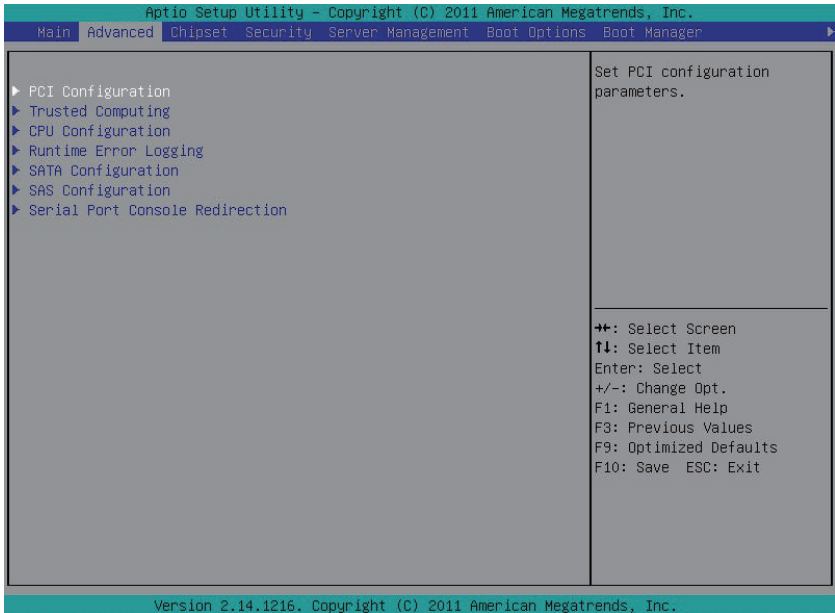 Aptio Setup Utility - Copyright (C) 2011 American Megatrends, Inc.
Main Advanced Chipset Security Server Management Boot Options Boot Manager
PCI Configuration
Trusted Computing
CPU Configuration
Runtime Error Logging
SATA Configuration
SAS Configuration
Serial Port Console Redirection
Set PCI configuration
parameters.
→←: Select Screen
↑↓: Select Item
Enter: Select
+/-: Change Opt.
F1: General Help
F3: Previous Values
F9: Optimized Defaults
F10: Save ESC: Exit
Version 2.14.1216. Copyright (C) 2011 American Megatrends, Inc.